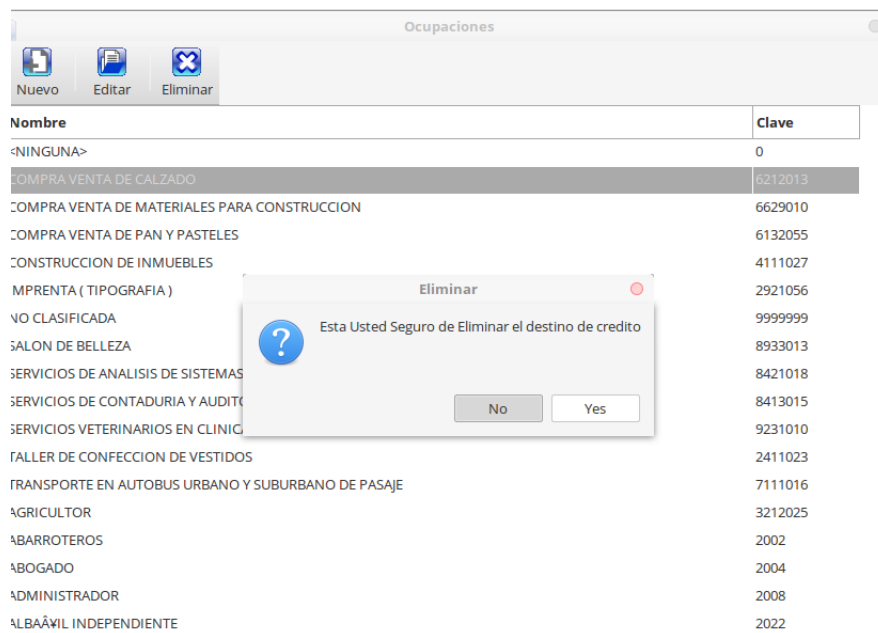 Ocupaciones
Nuevo Editar Eliminar
Nombre Clave
<NINGUNA> 0
COMPRA VENTA DE CALZADO 6212013
COMPRA VENTA DE MATERIALES PARA CONSTRUCCION 6629010
COMPRA VENTA DE PAN Y PASTELES 6132055
CONSTRUCCION DE INMUEBLES 4111027
MPRENTA ( TIPOGRAFIA ) 2921056
NO CLASIFICADA 9999999
SALON DE BELLEZA 8933013
SERVICIOS DE ANALISIS DE SISTEMAS 8421018
SERVICIOS DE CONTADURIA Y AUDITO 8413015
SERVICIOS VETERINARIOS EN CLINICA 9231010
TALLER DE CONFECCION DE VESTIDOS 2411023
TRANSPORTE EN AUTOBUS URBANO Y SUBURBANO DE PASAJE 7111016
AGRICULTOR 3212025
ABARROTEROS 2002
ABOGADO 2004
ADMINISTRADOR 2008
ALBAÃ¥IL INDEPENDIENTE 2022
Eliminar
Esta Usted Seguro de Eliminar el destino de credito
No Yes